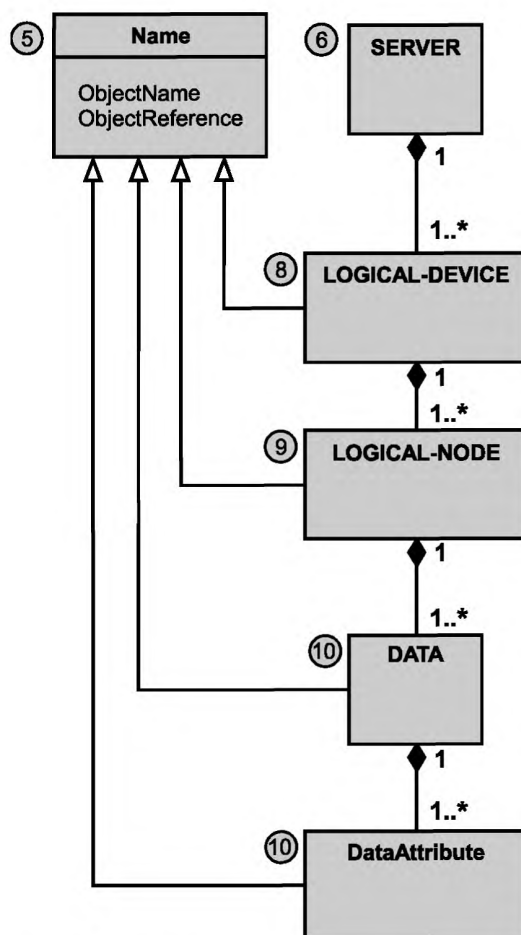 5
Name
ObjectName
ObjectReference
6
SERVER
1
1..*
8
LOGICAL-DEVICE
1
1..*
9
LOGICAL-NODE
1
1..*
10
DATA
1
1..*
10
DataAttribute